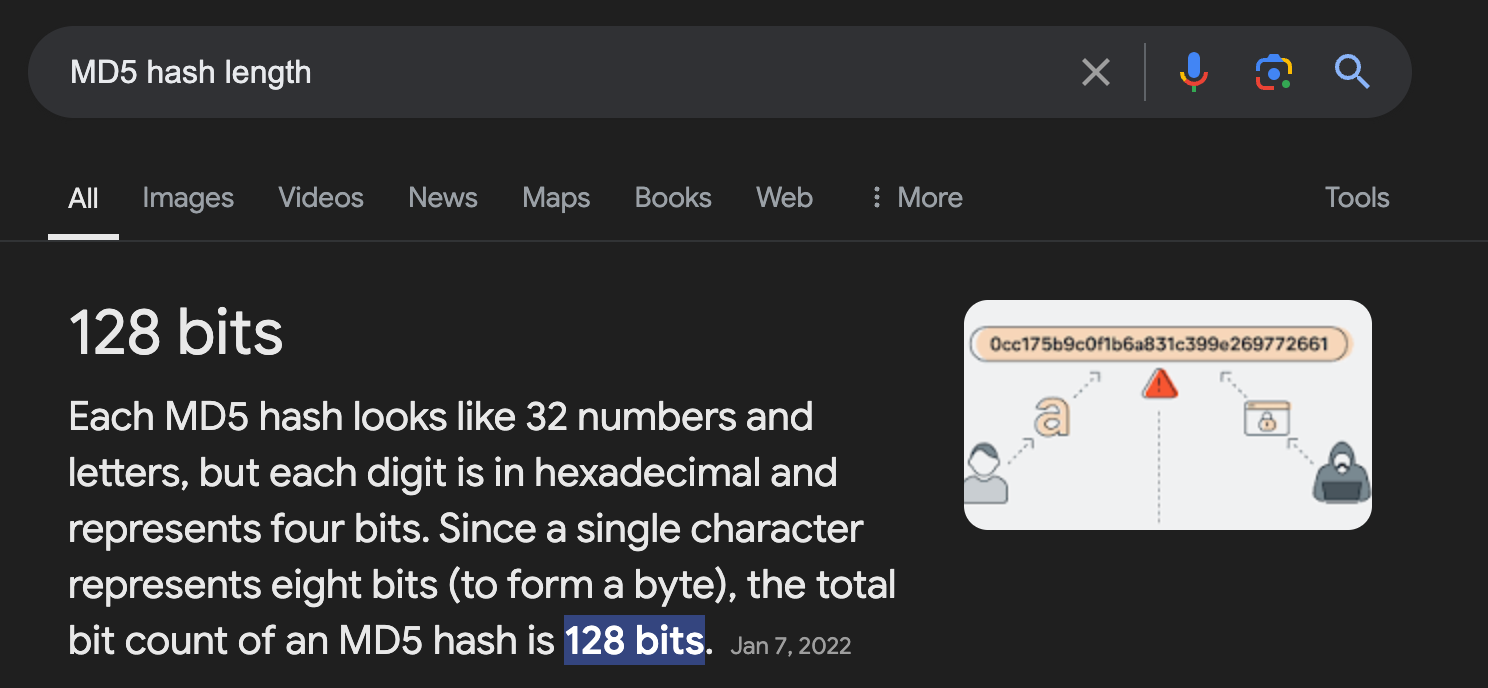 MD5 hash length
All Images Videos News Maps Books Web More Tools
128 bits
0cc175b9c0f1b6a831c399e269772661
a
Each MD5 hash looks like 32 numbers and
letters, but each digit is in hexadecimal and
represents four bits. Since a single character
represents eight bits (to form a byte), the total
bit count of an MD5 hash is 128 bits. Jan 7, 2022